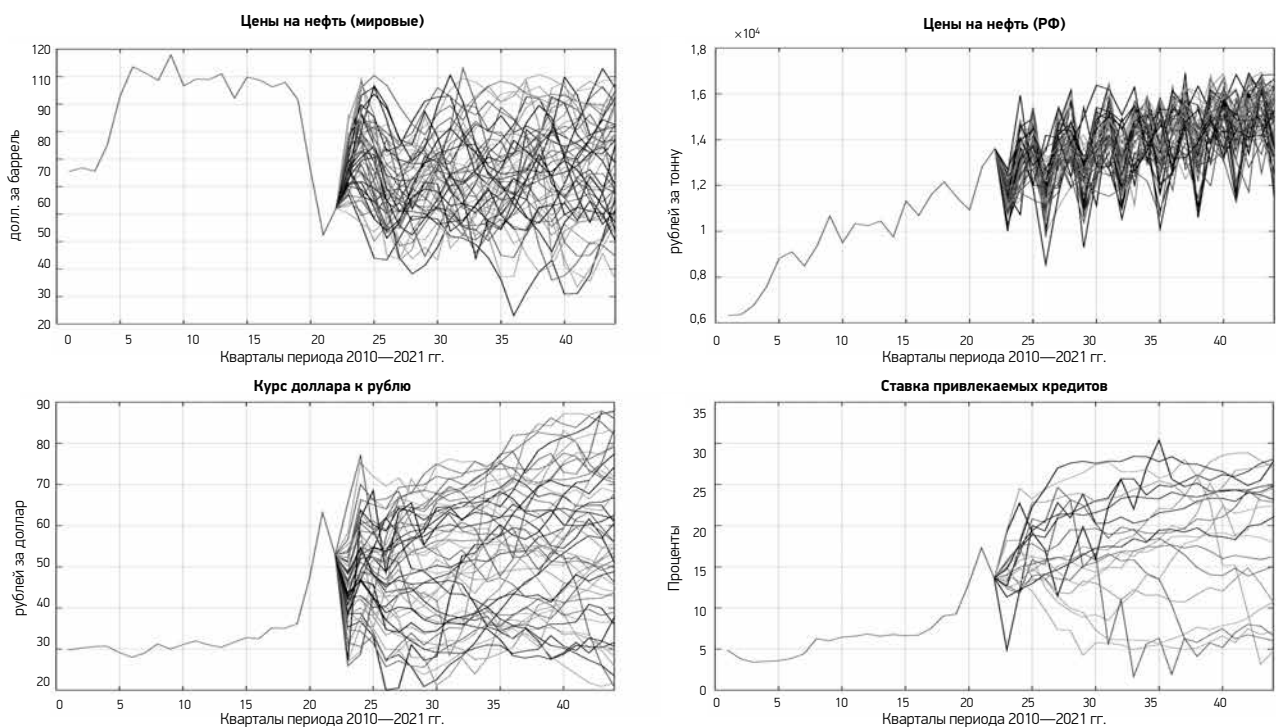 Цены на нефть (мировые)
долл. за баррель
120
110
90
80
70
60
50
40
30
20
0 5 10 15 20 25 30 35 40
Кварталы периода 2010—2021 гг.
Цены на нефть (РФ)
×10⁴
рублей за тонну
1,8
1,6
1,4
1,2
1
0,8
0,6
0 5 10 15 20 25 30 35 40
Кварталы периода 2010—2021 гг.
Курс доллара к рублю
рублей за доллар
90
80
70
60
50
40
30
20
0 5 10 15 20 25 30 35 40
Кварталы периода 2010—2021 гг.
Ставка привлекаемых кредитов
Проценты
35
30
25
20
15
10
5
0
0 5 10 15 20 25 30 35 40
Кварталы периода 2010—2021 гг.